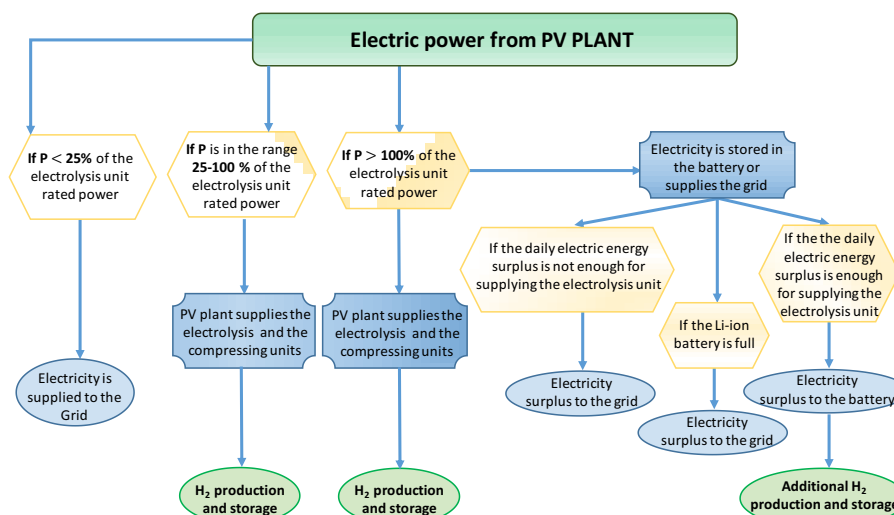 Electric power from PV PLANT
If P < 25% of the
electrolysis unit
rated power
If P is in the range
25-100 % of the
electrolysis unit
rated power
If P > 100% of the
electrolysis unit
rated power
Electricity is stored in
the battery or
supplies the grid
If the daily electric energy
surplus is not enough for
supplying the electrolysis unit
If the Li-ion
battery is full
If the the daily
electric energy
surplus is enough
for supplying the
electrolysis unit
PV plant supplies the
electrolysis and the
compressing units
PV plant supplies the
electrolysis and the
compressing units
Electricity is
supplied to the
Grid
Electricity
surplus to the grid
Electricity
surplus to the grid
Electricity
surplus to the battery
H₂ production
and storage
H₂ production
and storage
Additional H₂
production and storage